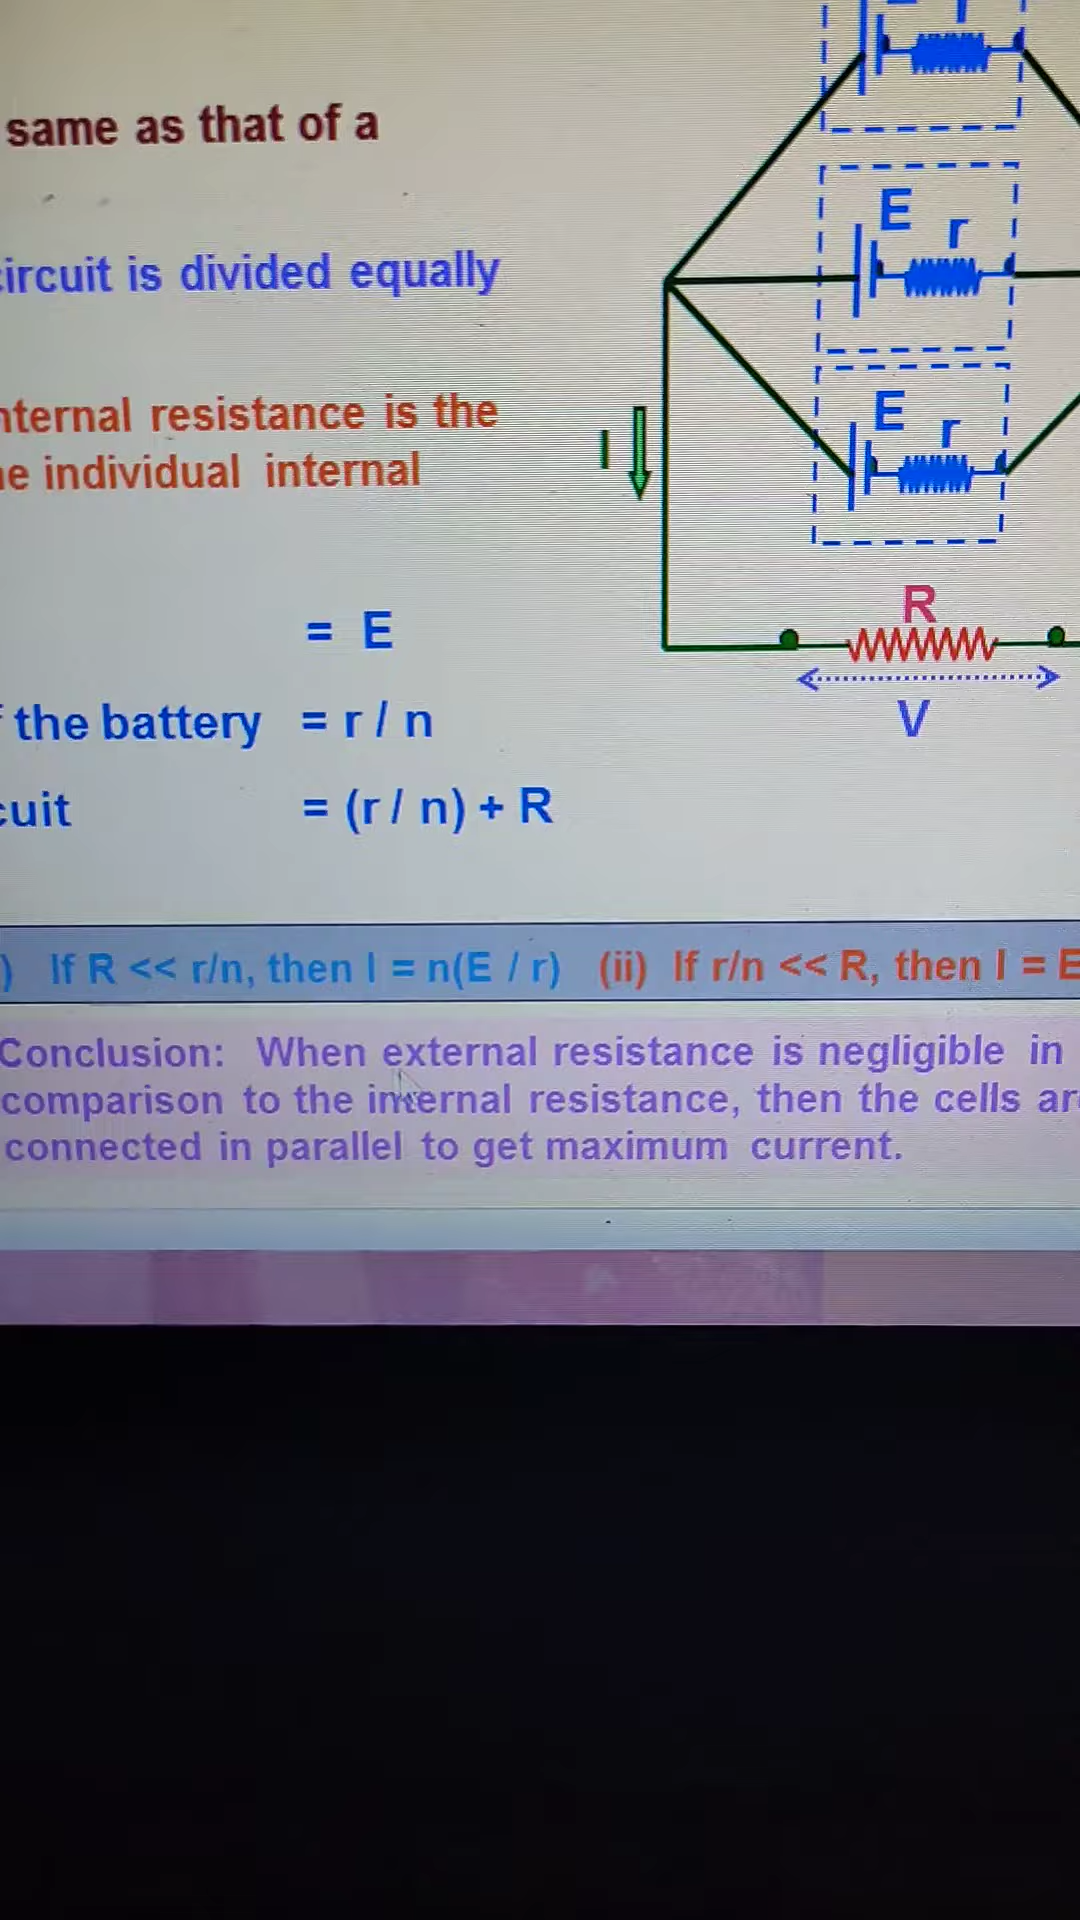 r
same as that of a
E
r
ircuit is divided equally
E
r
nternal resistance is the
I
e individual internal
R
= E
V
the battery = r / n
cuit = (r / n) + R
) If R << r/n, then I = n(E / r) (ii) If r/n << R, then I = E
Conclusion: When external resistance is negligible in
comparison to the internal resistance, then the cells ar
connected in parallel to get maximum current.